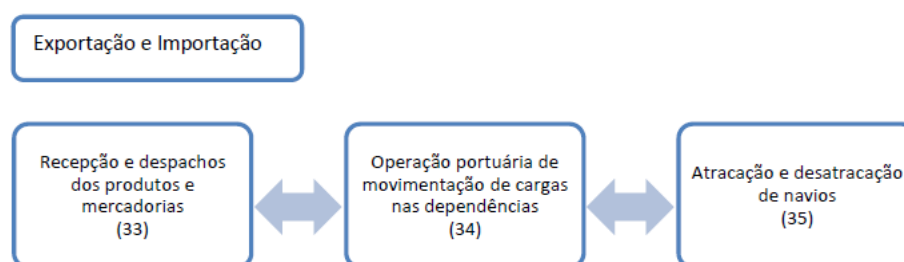 Exportação e Importação
Recepção e despachos
dos produtos e
mercadorias
(33)
Operação portuária de
movimentação de cargas
nas dependências
(34)
Atracação e desatracação
de navios
(35)